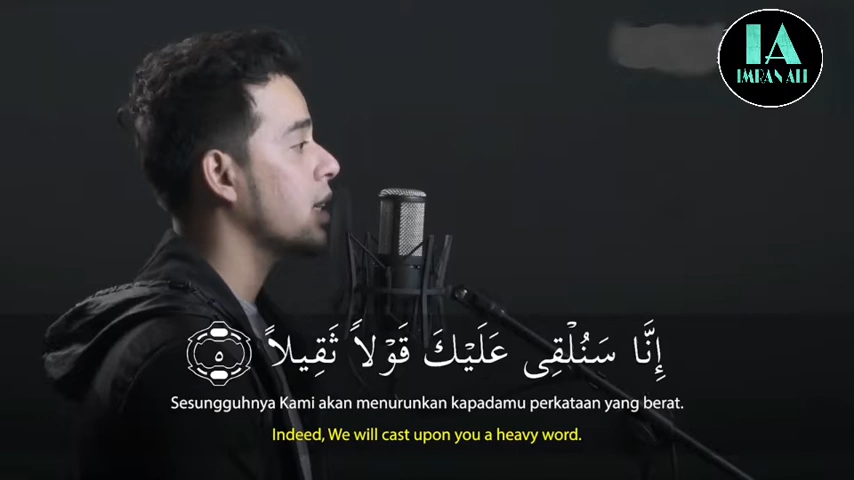 IA
IMRAN ALI
إِنَّا سَنُلْقِى عَلَيْكَ قَوْلاً ثَقِيلاً ٥
Sesungguhnya Kami akan menurunkan kapadamu perkataan yang berat.
Indeed, We will cast upon you a heavy word.